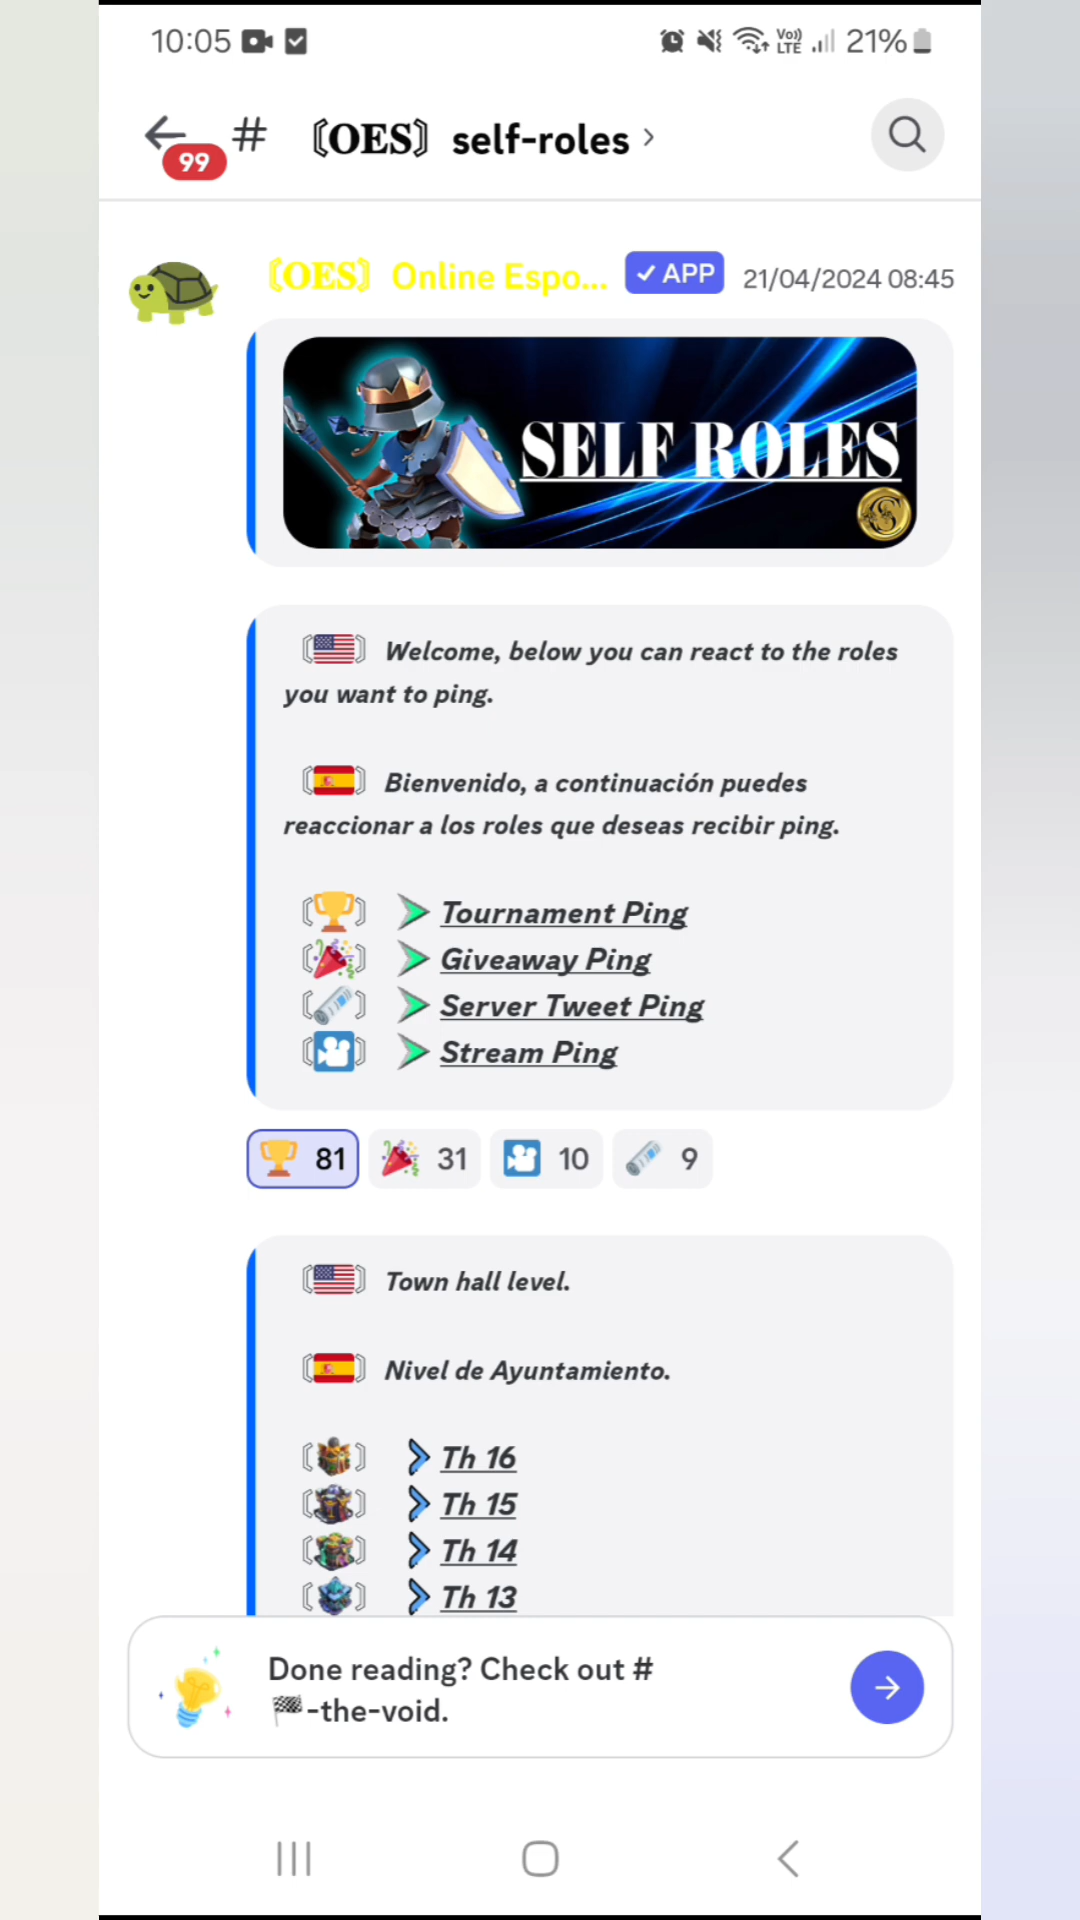 10:05 Vo)) LTE 21%
99 # 〘OES〙 self-roles
〘OES〙 Online Espo... ✓ APP 21/04/2024 08:45
SELF ROLES
Welcome, below you can react to the roles
you want to ping.
Bienvenido, a continuación puedes
reaccionar a los roles que deseas recibir ping.
Tournament Ping
Giveaway Ping
Server Tweet Ping
Stream Ping
81 31 10 9
Town hall level.
Nivel de Ayuntamiento.
Th 16
Th 15
Th 14
Th 13
Done reading? Check out #
🏁-the-void.